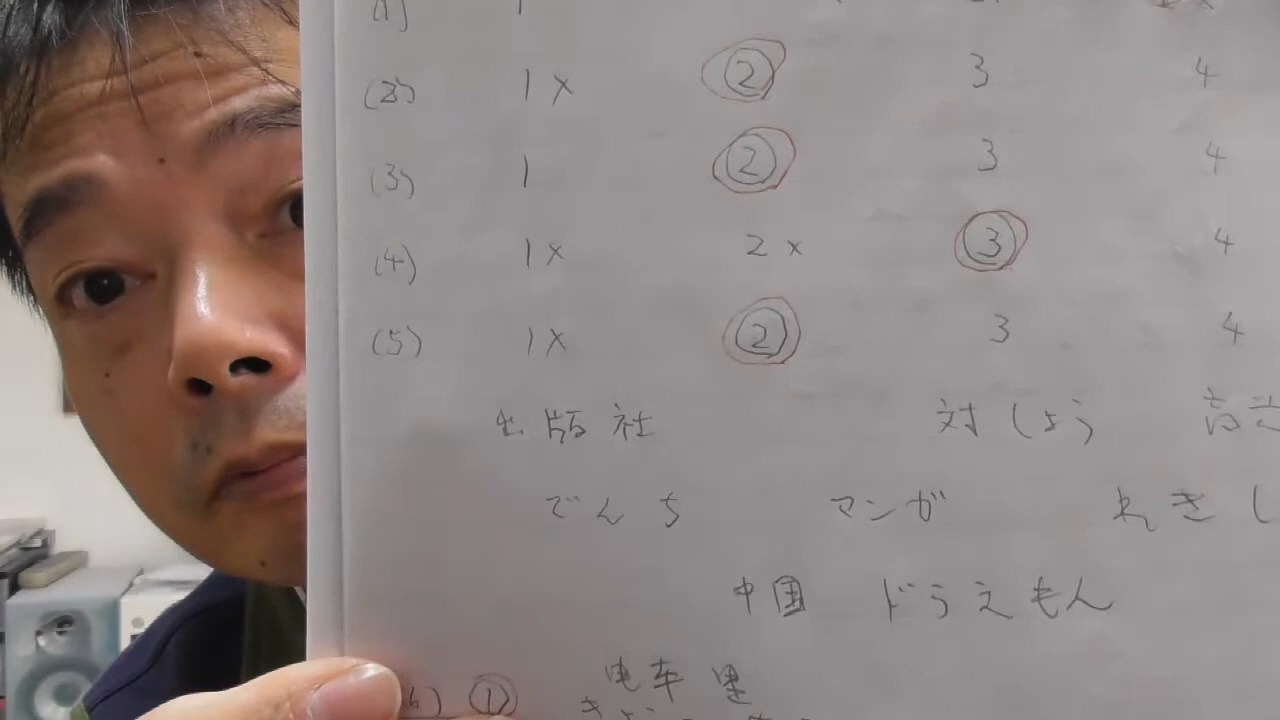 (1) 1
(2) 1× ② 3 4
(3) 1 ② 3 4
(4) 1× 2× ③ 4
(5) 1× ② 3 4
出版社 対しょう
でんち マンガ れきし
中国 ドラえもん
电车里
6) ①